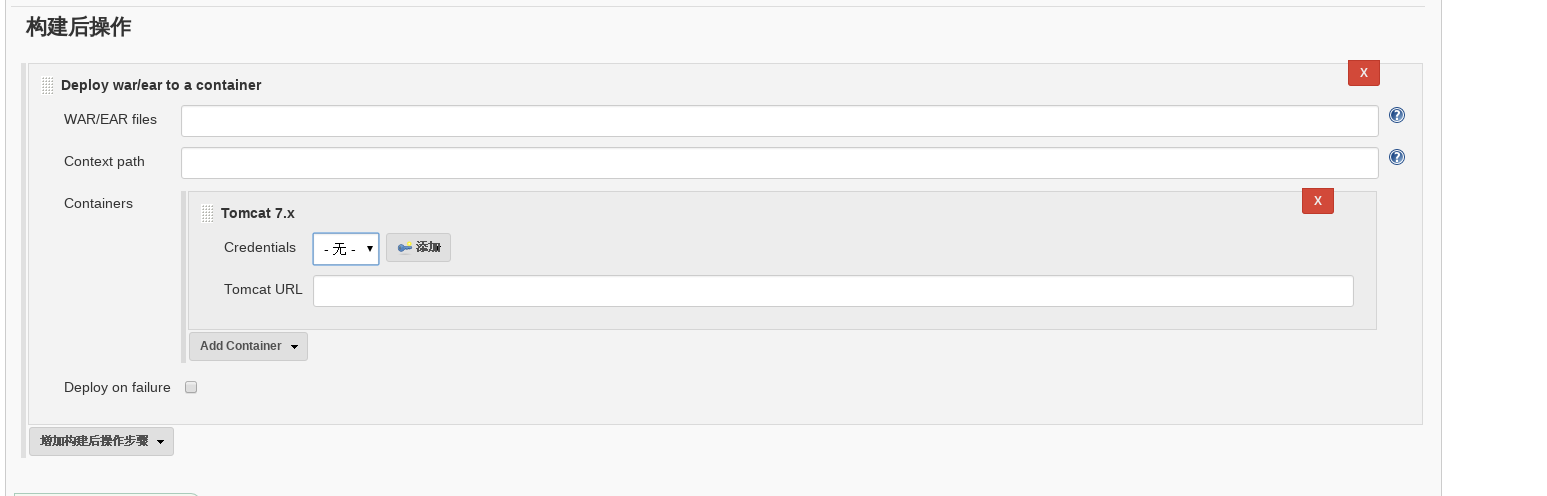 构建后操作
Deploy war/ear to a container
X
WAR/EAR files
?
Context path
?
Containers
Tomcat 7.x
X
Credentials
- 无 -
添加
Tomcat URL
Add Container
Deploy on failure
增加构建后操作步骤